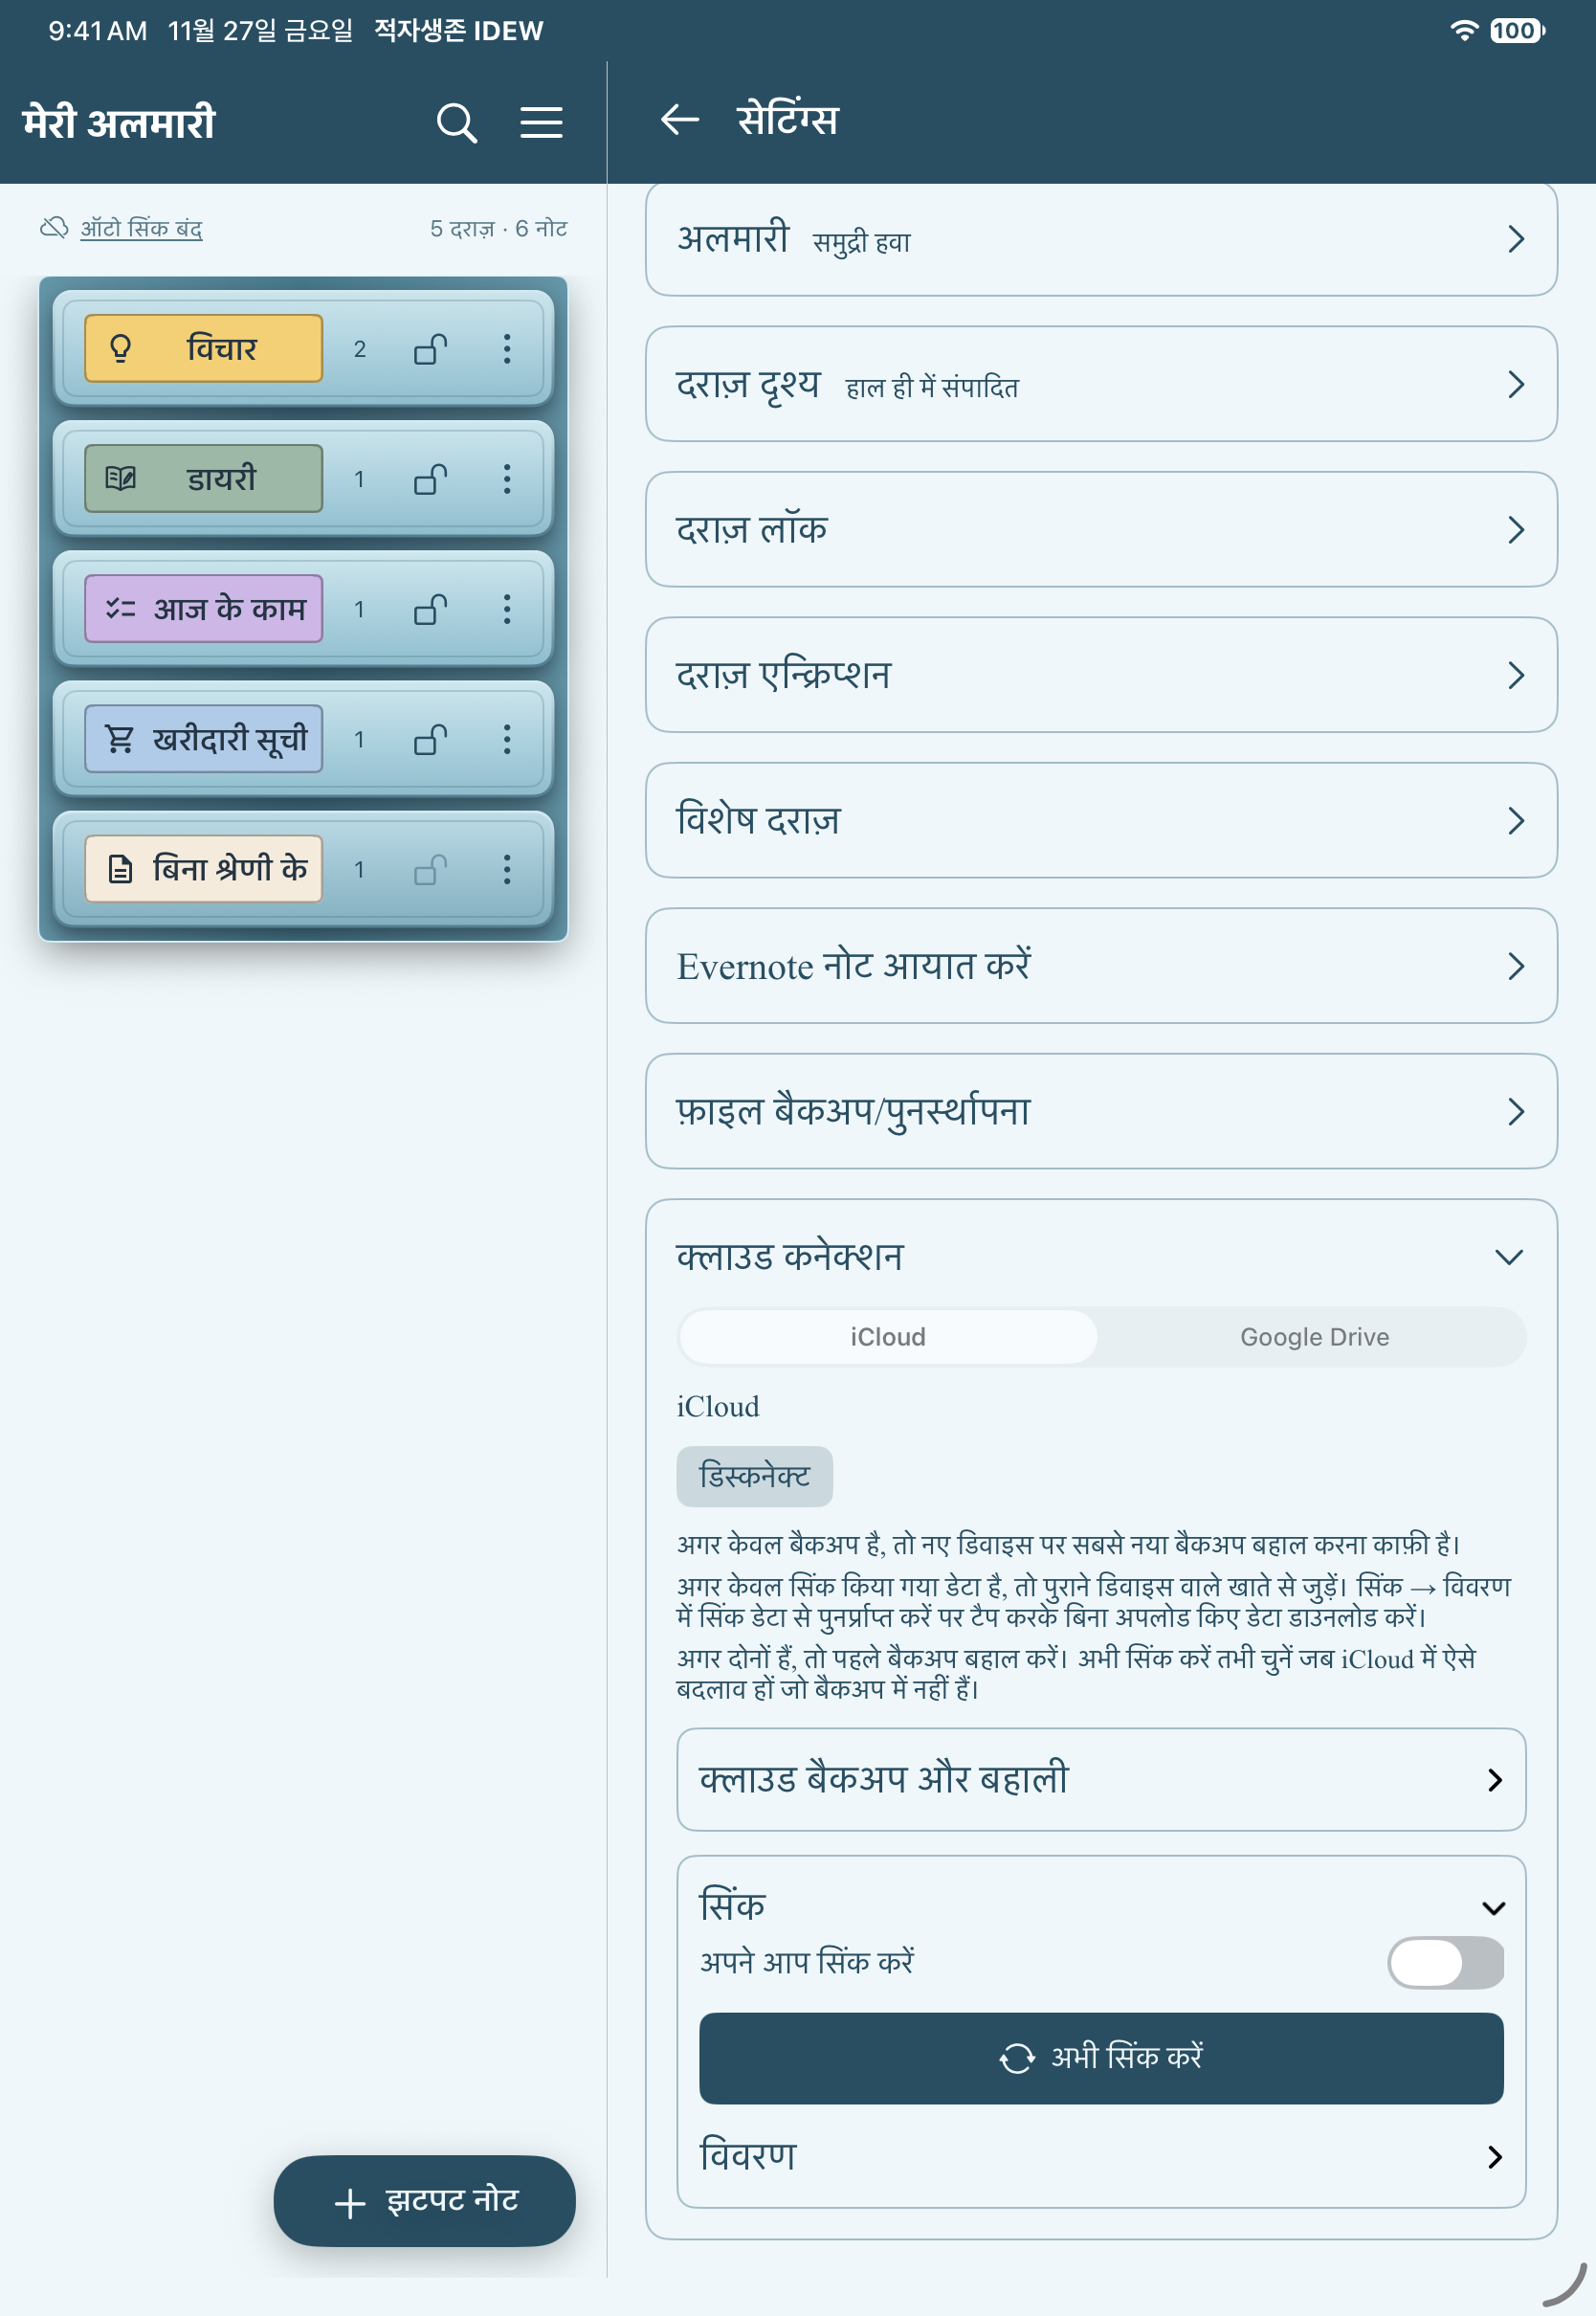 9:41 AM 11월 27일 금요일 적자생존 IDEW
100
मेरी अलमारी
ऑटो सिंक बंद
5 दराज़ · 6 नोट
विचार 2
डायरी 1
आज के काम 1
खरीदारी सूची 1
बिना श्रेणी के 1
झटपट नोट
सेटिंग्स
अलमारी समुद्री हवा
दराज़ दृश्य हाल ही में संपादित
दराज़ लॉक
दराज़ एन्क्रिप्शन
विशेष दराज़
Evernote नोट आयात करें
फ़ाइल बैकअप/पुनर्स्थापना
क्लाउड कनेक्शन
iCloud Google Drive
iCloud
डिस्कनेक्ट
अगर केवल बैकअप है, तो नए डिवाइस पर सबसे नया बैकअप बहाल करना काफ़ी है।
अगर केवल सिंक किया गया डेटा है, तो पुराने डिवाइस वाले खाते से जुड़ें। सिंक → विवरण
में सिंक डेटा से पुनर्प्राप्त करें पर टैप करके बिना अपलोड किए डेटा डाउनलोड करें।
अगर दोनों हैं, तो पहले बैकअप बहाल करें। अभी सिंक करें तभी चुनें जब iCloud में ऐसे
बदलाव हों जो बैकअप में नहीं हैं।
क्लाउड बैकअप और बहाली
सिंक
अपने आप सिंक करें
अभी सिंक करें
विवरण